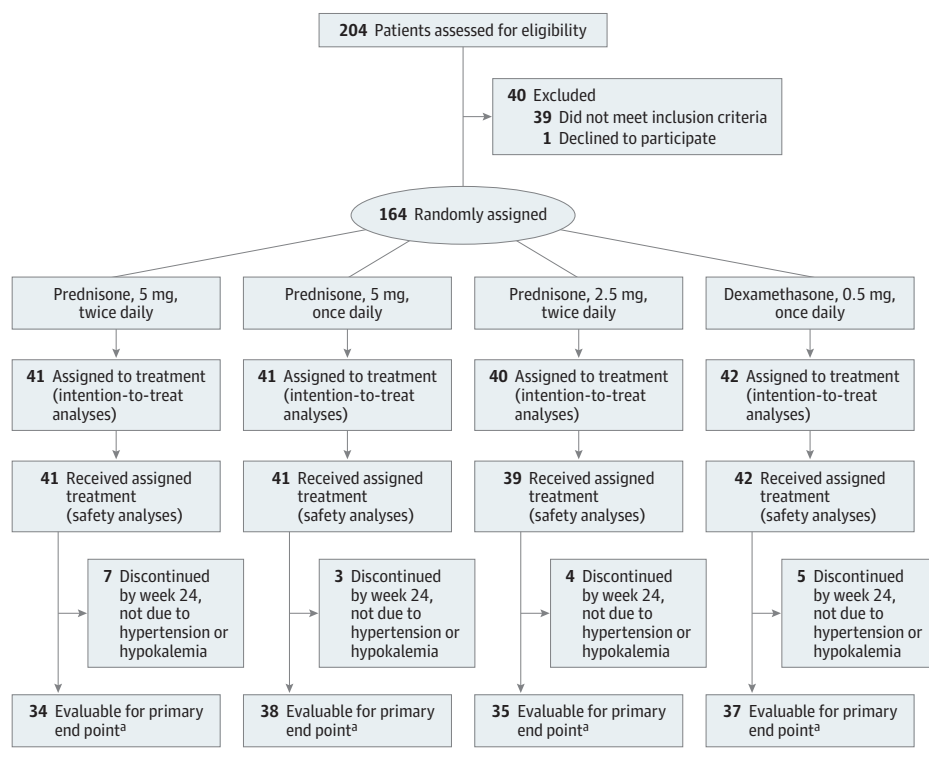 204 Patients assessed for eligibility
40 Excluded
39 Did not meet inclusion criteria
1 Declined to participate
164 Randomly assigned
Prednisone, 5 mg,
twice daily
Prednisone, 5 mg,
once daily
Prednisone, 2.5 mg,
twice daily
Dexamethasone, 0.5 mg,
once daily
41 Assigned to treatment
(intention-to-treat
analyses)
41 Assigned to treatment
(intention-to-treat
analyses)
40 Assigned to treatment
(intention-to-treat
analyses)
42 Assigned to treatment
(intention-to-treat
analyses)
41 Received assigned
treatment
(safety analyses)
41 Received assigned
treatment
(safety analyses)
39 Received assigned
treatment
(safety analyses)
42 Received assigned
treatment
(safety analyses)
7 Discontinued
by week 24,
not due to
hypertension or
hypokalemia
3 Discontinued
by week 24,
not due to
hypertension or
hypokalemia
4 Discontinued
by week 24,
not due to
hypertension or
hypokalemia
5 Discontinued
by week 24,
not due to
hypertension or
hypokalemia
34 Evaluable for primary
end pointᵃ
38 Evaluable for primary
end pointᵃ
35 Evaluable for primary
end pointᵃ
37 Evaluable for primary
end pointᵃ